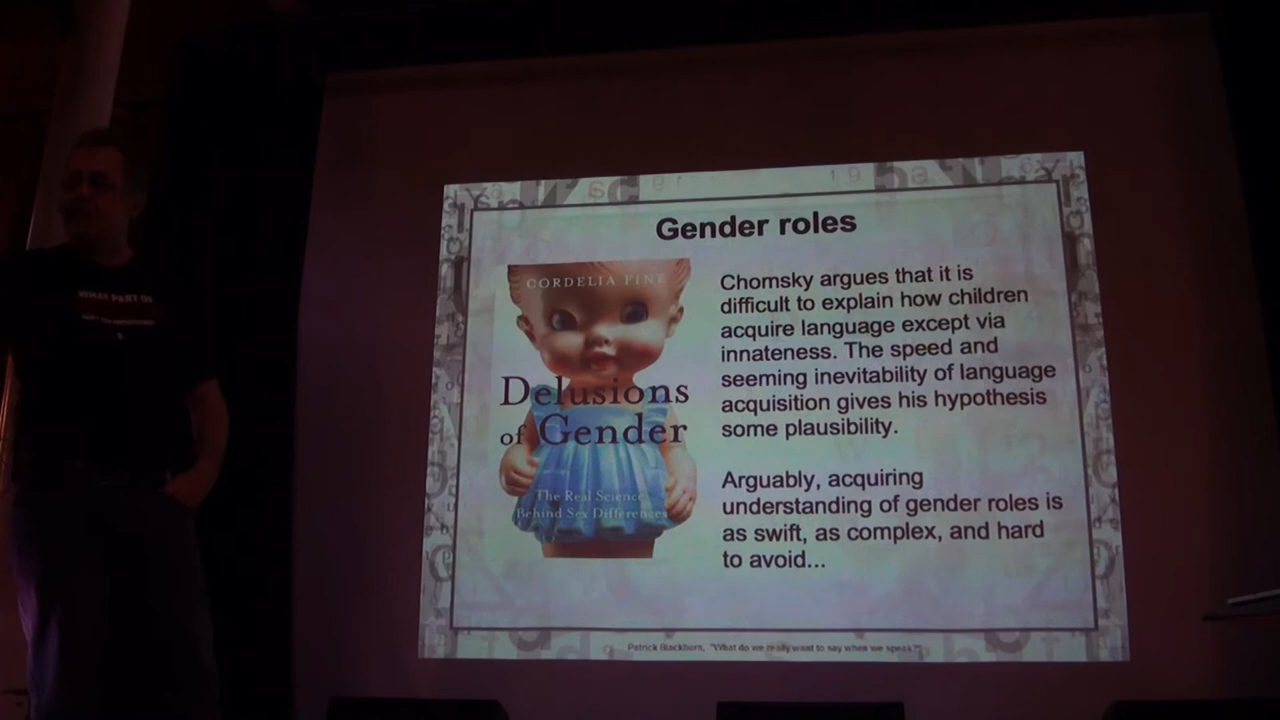 Gender roles
CORDELIA FINE
Delusions
of Gender
The Real Science
Behind Sex Differences
Chomsky argues that it is
difficult to explain how children
acquire language except via
innateness. The speed and
seeming inevitability of language
acquisition gives his hypothesis
some plausibility.
Arguably, acquiring
understanding of gender roles is
as swift, as complex, and hard
to avoid...
Patrick Blackburn, "What do we really want to say when we speak?"
WHAT PART OF